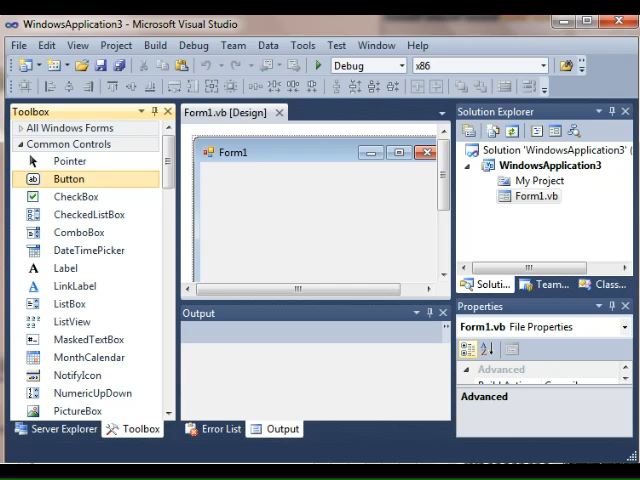 WindowsApplication3 - Microsoft Visual Studio
File Edit View Project Build Debug Team Data Tools Test Window Help
Debug x86
Toolbox
All Windows Forms
Common Controls
Pointer
Button
CheckBox
CheckedListBox
ComboBox
DateTimePicker
Label
LinkLabel
ListBox
ListView
MaskedTextBox
MonthCalendar
NotifyIcon
NumericUpDown
PictureBox
Server Explorer Toolbox
Form1.vb [Design]
Form1
Output
Error List Output
Solution Explorer
Solution 'WindowsApplication3' (
WindowsApplication3
My Project
Form1.vb
Soluti... Team... Class...
Properties
Form1.vb File Properties
Advanced
Advanced